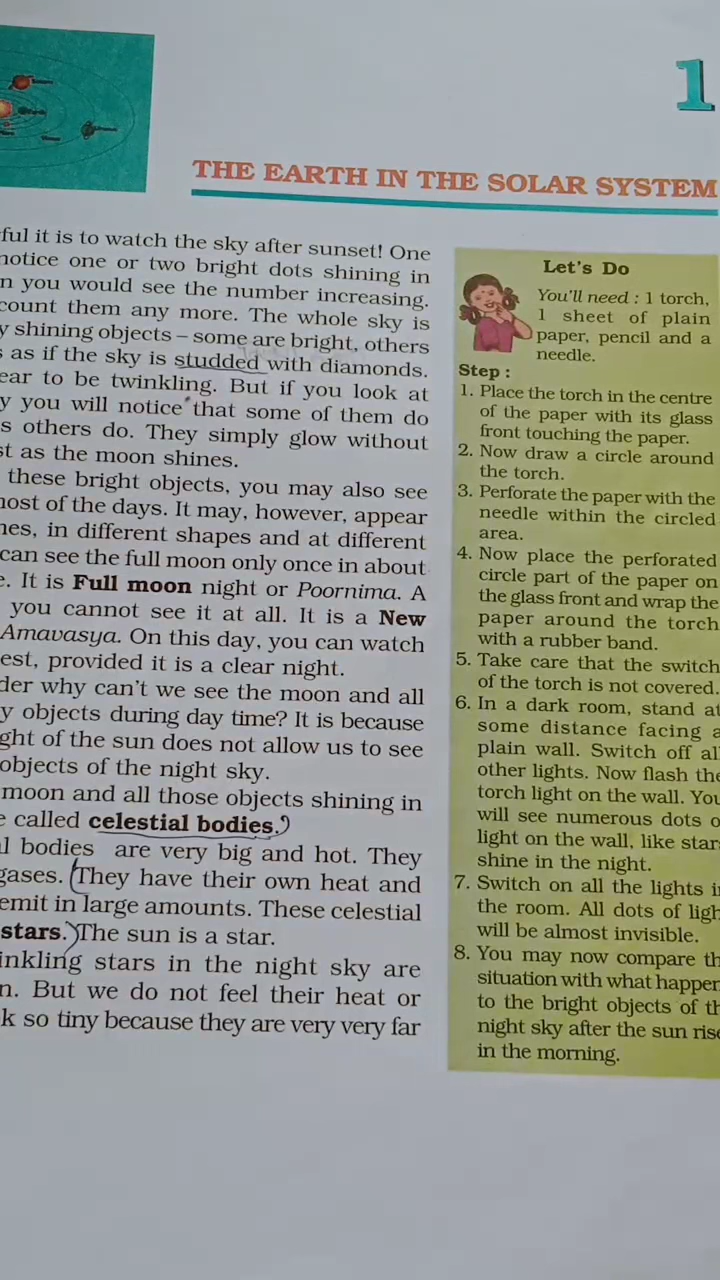 1
THE EARTH IN THE SOLAR SYSTEM
ful it is to watch the sky after sunset! One
notice one or two bright dots shining in
n you would see the number increasing.
count them any more. The whole sky is
y shining objects – some are bright, others
s as if the sky is studded with diamonds.
ear to be twinkling. But if you look at
y you will notice that some of them do
s others do. They simply glow without
st as the moon shines.
these bright objects, you may also see
most of the days. It may, however, appear
nes, in different shapes and at different
can see the full moon only once in about
e. It is Full moon night or Poornima. A
you cannot see it at all. It is a New
Amavasya. On this day, you can watch
est, provided it is a clear night.
der why can't we see the moon and all
y objects during day time? It is because
ght of the sun does not allow us to see
objects of the night sky.
moon and all those objects shining in
e called celestial bodies.
l bodies are very big and hot. They
gases. They have their own heat and
emit in large amounts. These celestial
stars. The sun is a star.
inkling stars in the night sky are
n. But we do not feel their heat or
k so tiny because they are very very far
Let's Do
You'll need : 1 torch,
1 sheet of plain
paper, pencil and a
needle.
Step :
1. Place the torch in the centre
of the paper with its glass
front touching the paper.
2. Now draw a circle around
the torch.
3. Perforate the paper with the
needle within the circled
area.
4. Now place the perforated
circle part of the paper on
the glass front and wrap the
paper around the torch
with a rubber band.
5. Take care that the switch
of the torch is not covered.
6. In a dark room, stand at
some distance facing a
plain wall. Switch off all
other lights. Now flash the
torch light on the wall. You
will see numerous dots o
light on the wall, like star
shine in the night.
7. Switch on all the lights in
the room. All dots of ligh
will be almost invisible.
8. You may now compare th
situation with what happen
to the bright objects of th
night sky after the sun rise
in the morning.